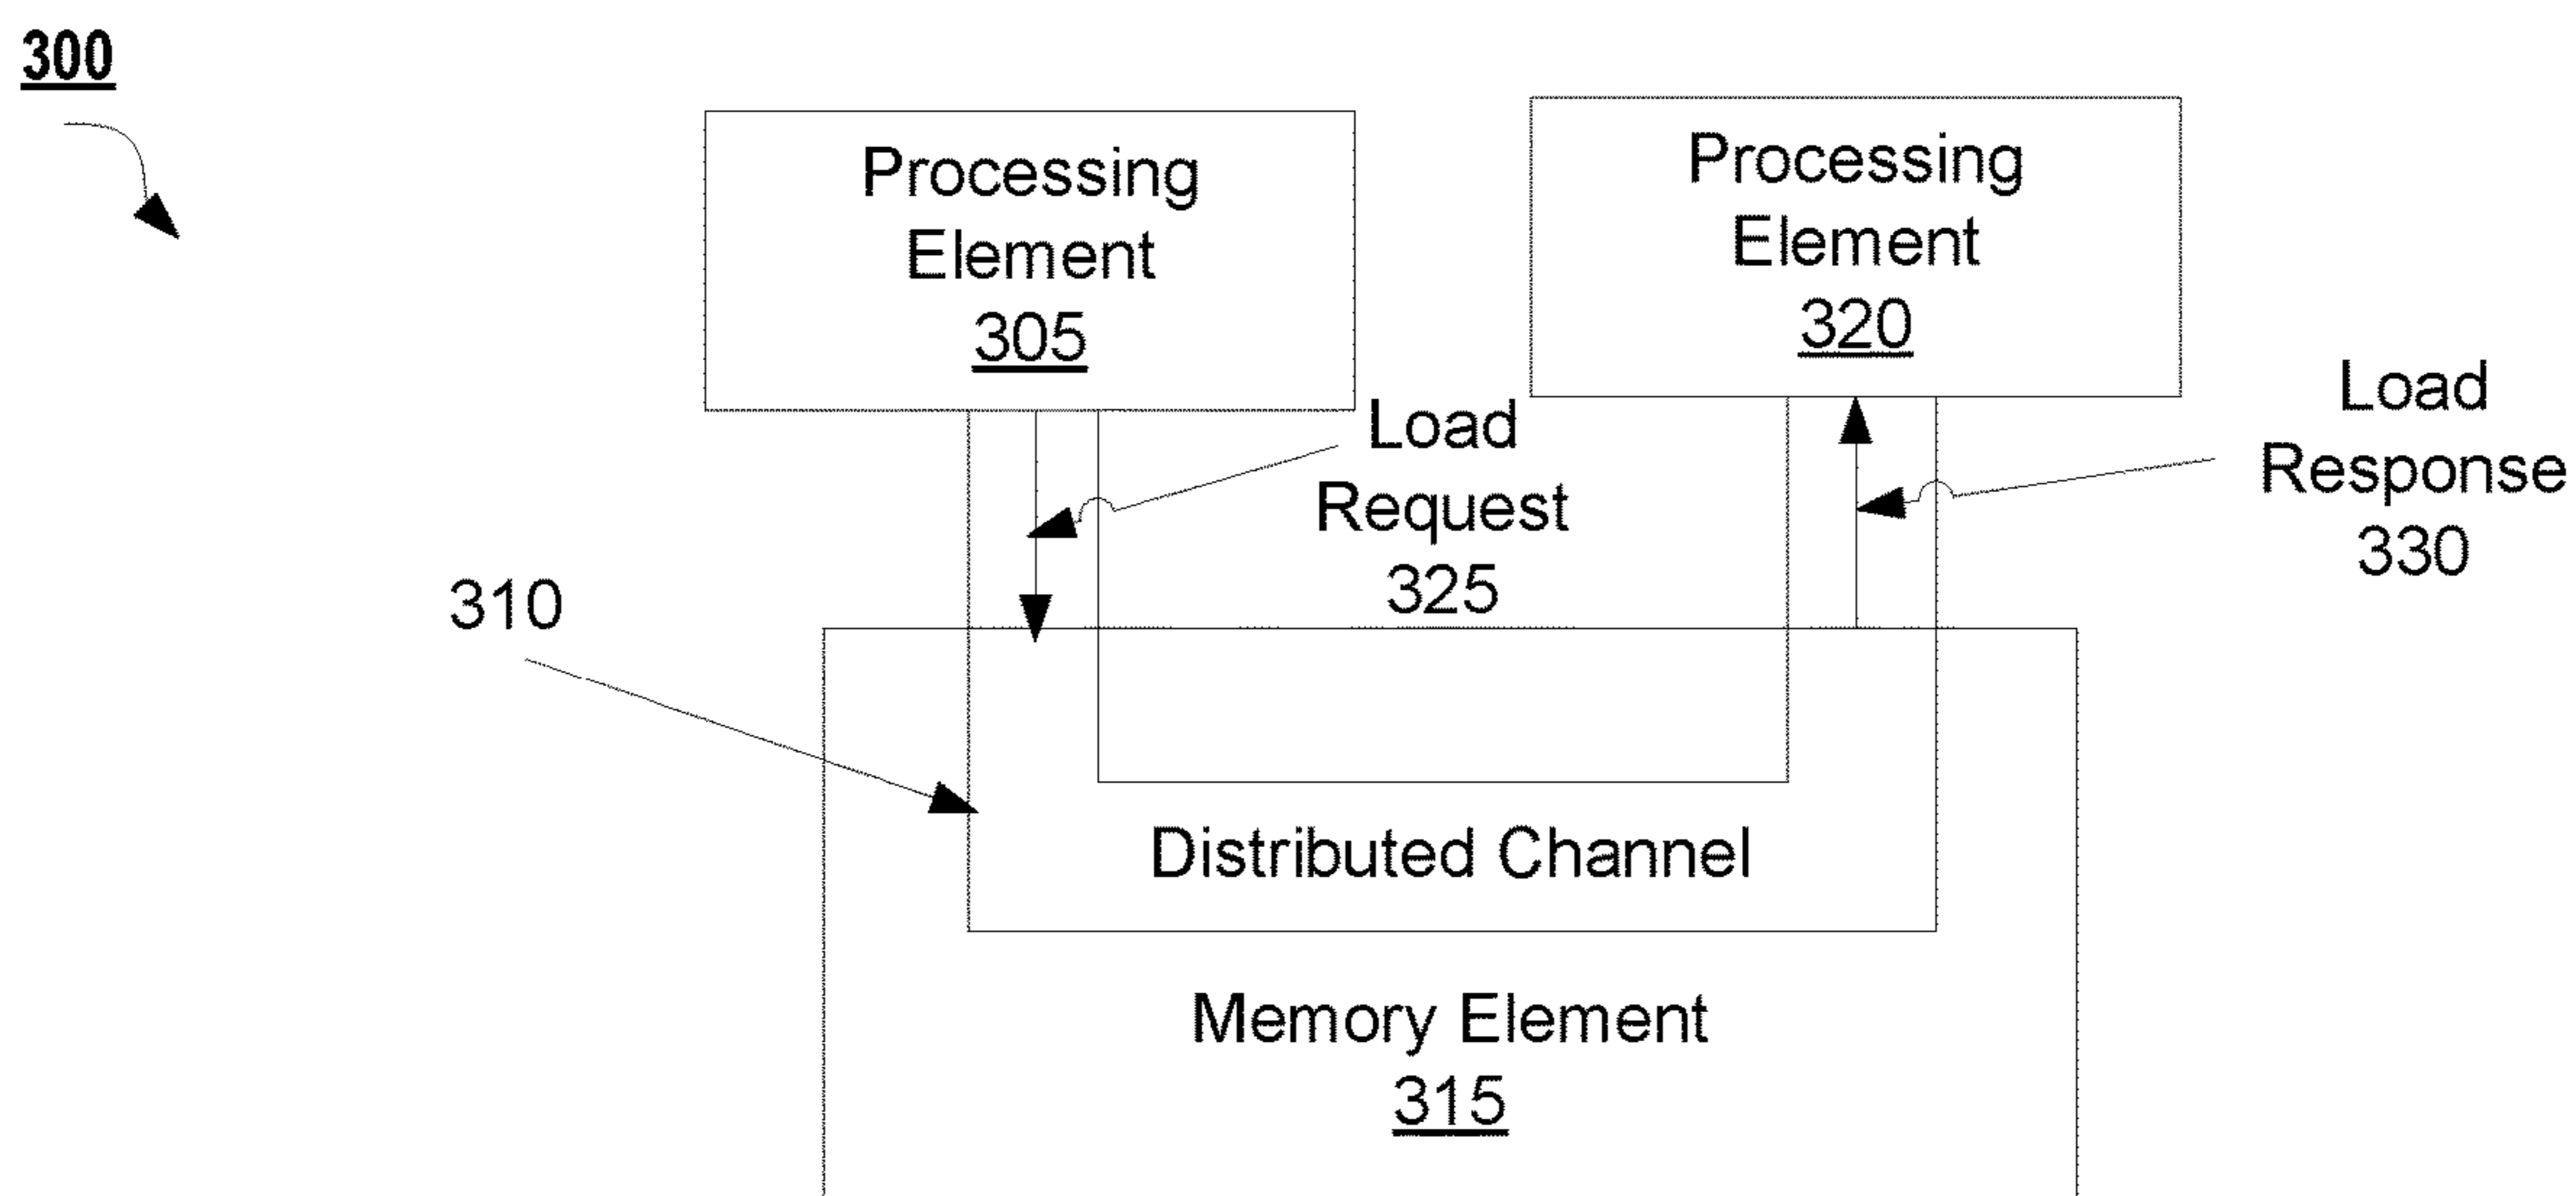 300
Processing
Element
305
Processing
Element
320
Load
Request
325
Load
Response
330
310
Distributed Channel
Memory Element
315